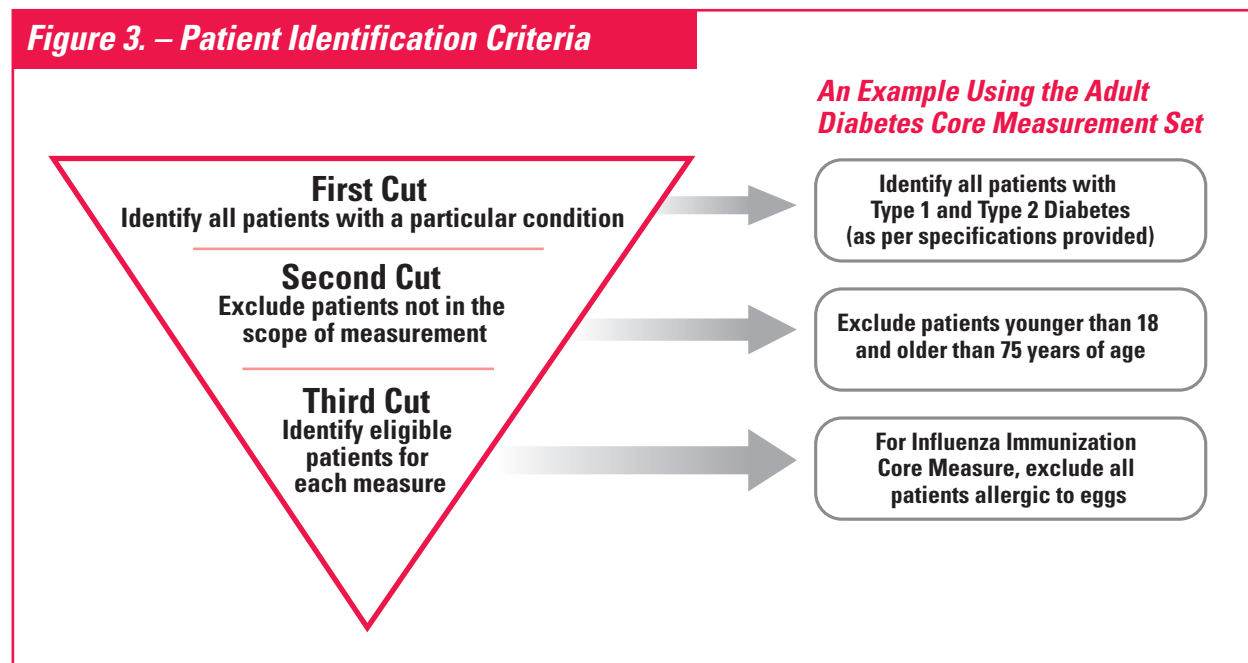 Figure 3. – Patient Identification Criteria
An Example Using the Adult
Diabetes Core Measurement Set
First Cut
Identify all patients with a particular condition
Identify all patients with
Type 1 and Type 2 Diabetes
(as per specifications provided)
Second Cut
Exclude patients not in the
scope of measurement
Exclude patients younger than 18
and older than 75 years of age
Third Cut
Identify eligible
patients for
each measure
For Influenza Immunization
Core Measure, exclude all
patients allergic to eggs